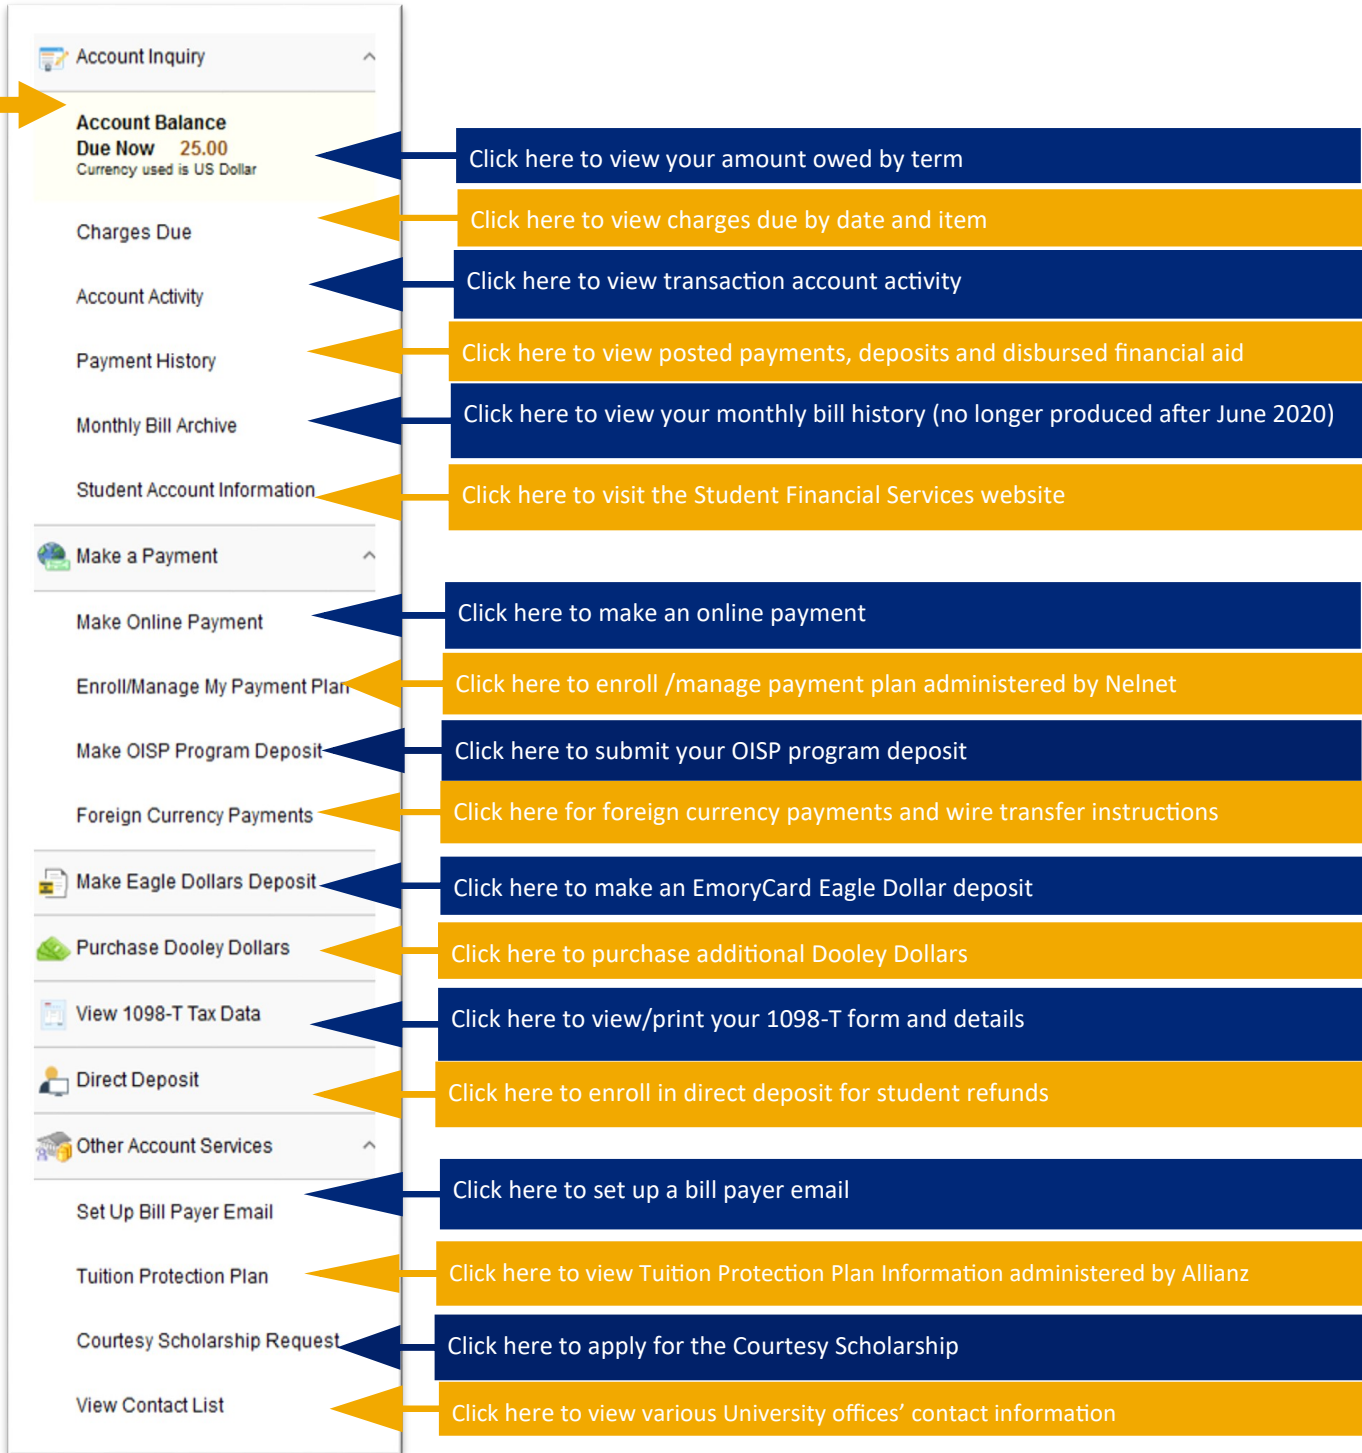 Account Inquiry
Account Balance
Due Now 25.00
Currency used is US Dollar
Click here to view your amount owed by term
Charges Due
Click here to view charges due by date and item
Account Activity
Click here to view transaction account activity
Payment History
Click here to view posted payments, deposits and disbursed financial aid
Monthly Bill Archive
Click here to view your monthly bill history (no longer produced after June 2020)
Student Account Information
Click here to visit the Student Financial Services website
Make a Payment
Make Online Payment
Click here to make an online payment
Enroll/Manage My Payment Plan
Click here to enroll /manage payment plan administered by Nelnet
Make OISP Program Deposit
Click here to submit your OISP program deposit
Foreign Currency Payments
Click here for foreign currency payments and wire transfer instructions
Make Eagle Dollars Deposit
Click here to make an EmoryCard Eagle Dollar deposit
Purchase Dooley Dollars
Click here to purchase additional Dooley Dollars
View 1098-T Tax Data
Click here to view/print your 1098-T form and details
Direct Deposit
Click here to enroll in direct deposit for student refunds
Other Account Services
Set Up Bill Payer Email
Click here to set up a bill payer email
Tuition Protection Plan
Click here to view Tuition Protection Plan Information administered by Allianz
Courtesy Scholarship Request
Click here to apply for the Courtesy Scholarship
View Contact List
Click here to view various University offices’ contact information